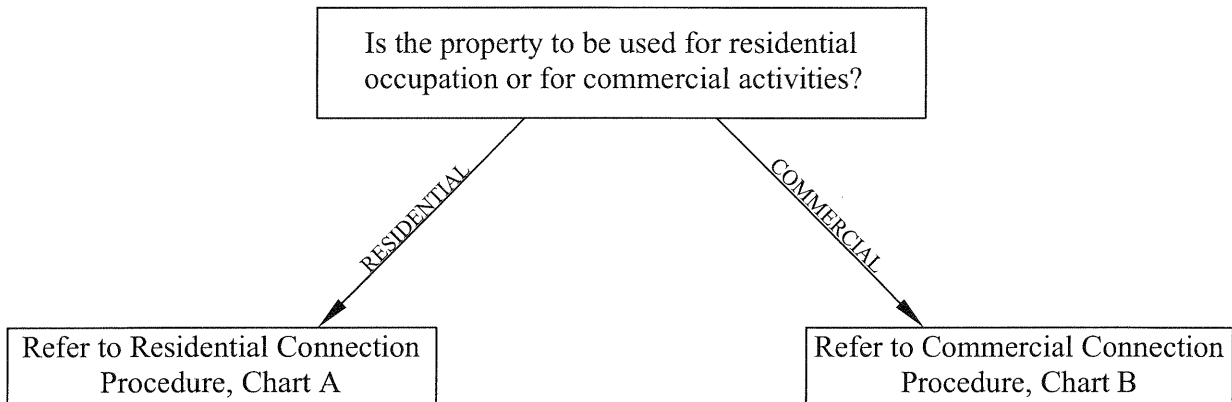 Is the property to be used for residential
occupation or for commercial activities?
RESIDENTIAL
COMMERCIAL
Refer to Residential Connection
Procedure, Chart A
Refer to Commercial Connection
Procedure, Chart B